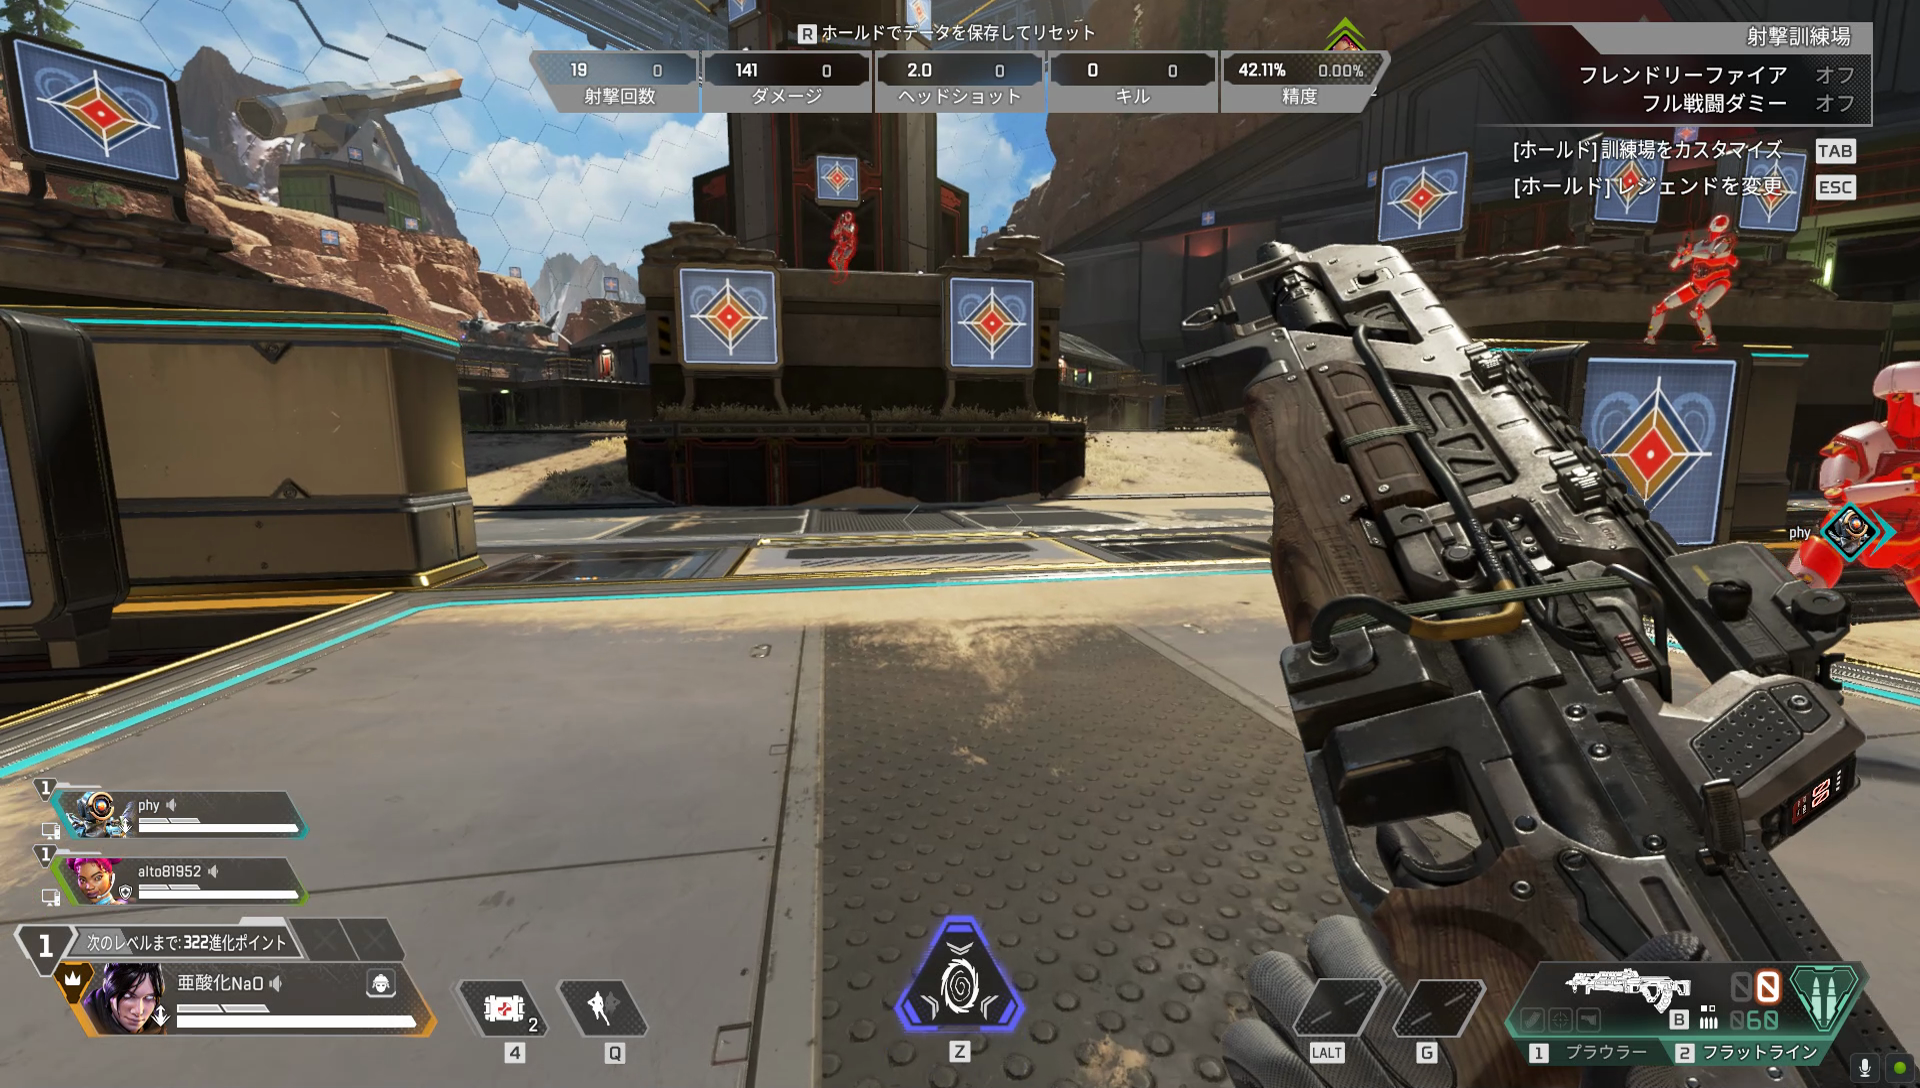 R ホールドでデータを保存してリセット
19 0 141 0 2.0 0 0 0 42.11% 0.00%
射撃回数 ダメージ ヘッドショット キル 精度
射撃訓練場
フレンドリーファイア オフ
フル戦闘ダミー オフ
[ホールド]訓練場をカスタマイズ TAB
[ホールド]レジェンドを変更 ESC
phy
1
phy
1
alto81952
1 次のレベルまで:322進化ポイント
亜酸化NaO
2
4 Q
Z
LALT G
00
B 060
1 プラウラー 2 フラットライン
00